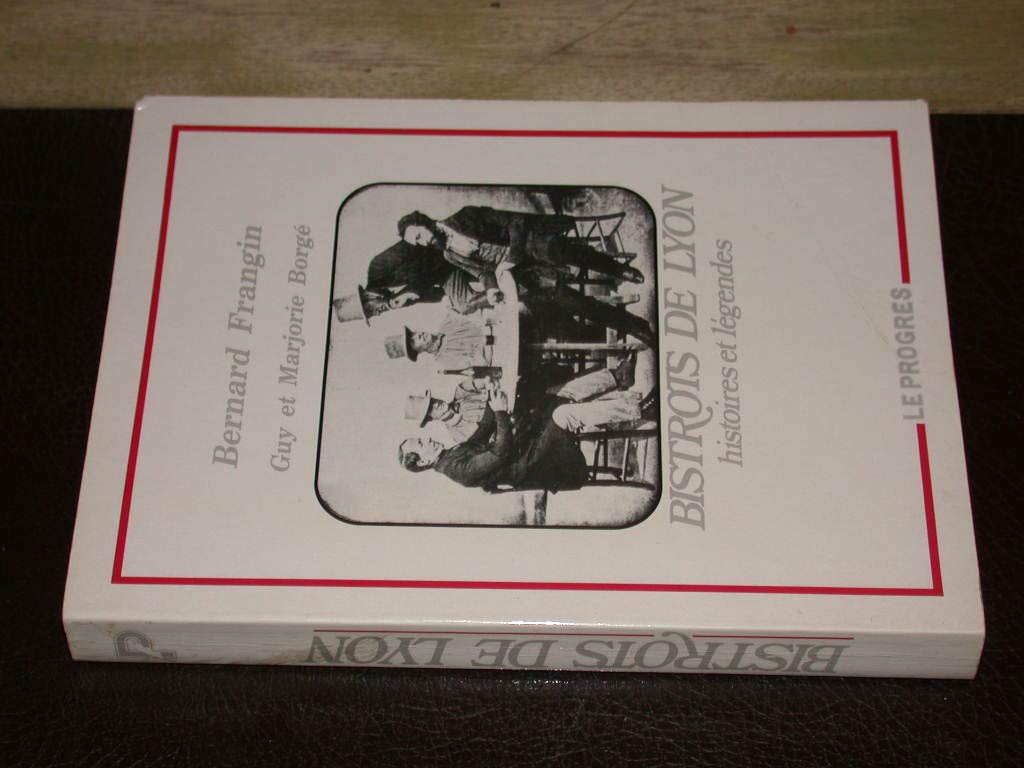 Bernard Frangin
Guy et Marjorie Borgé
BISTROTS DE LYON
histoires et légendes
LE PROGRES
BISTROTS DE LYON